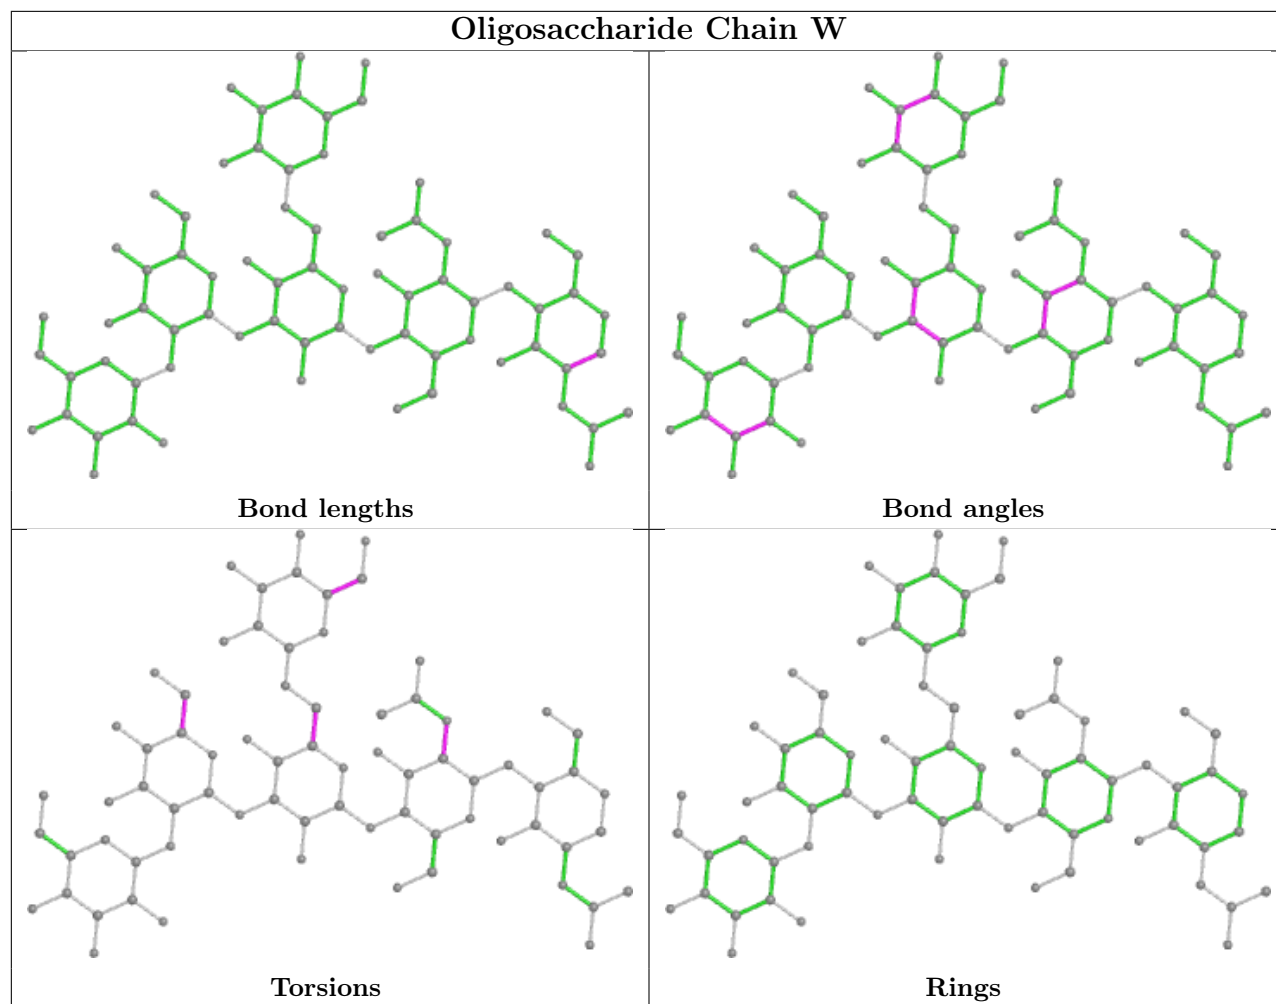 Oligosaccharide Chain W
Bond lengths
Bond angles
Torsions
Rings